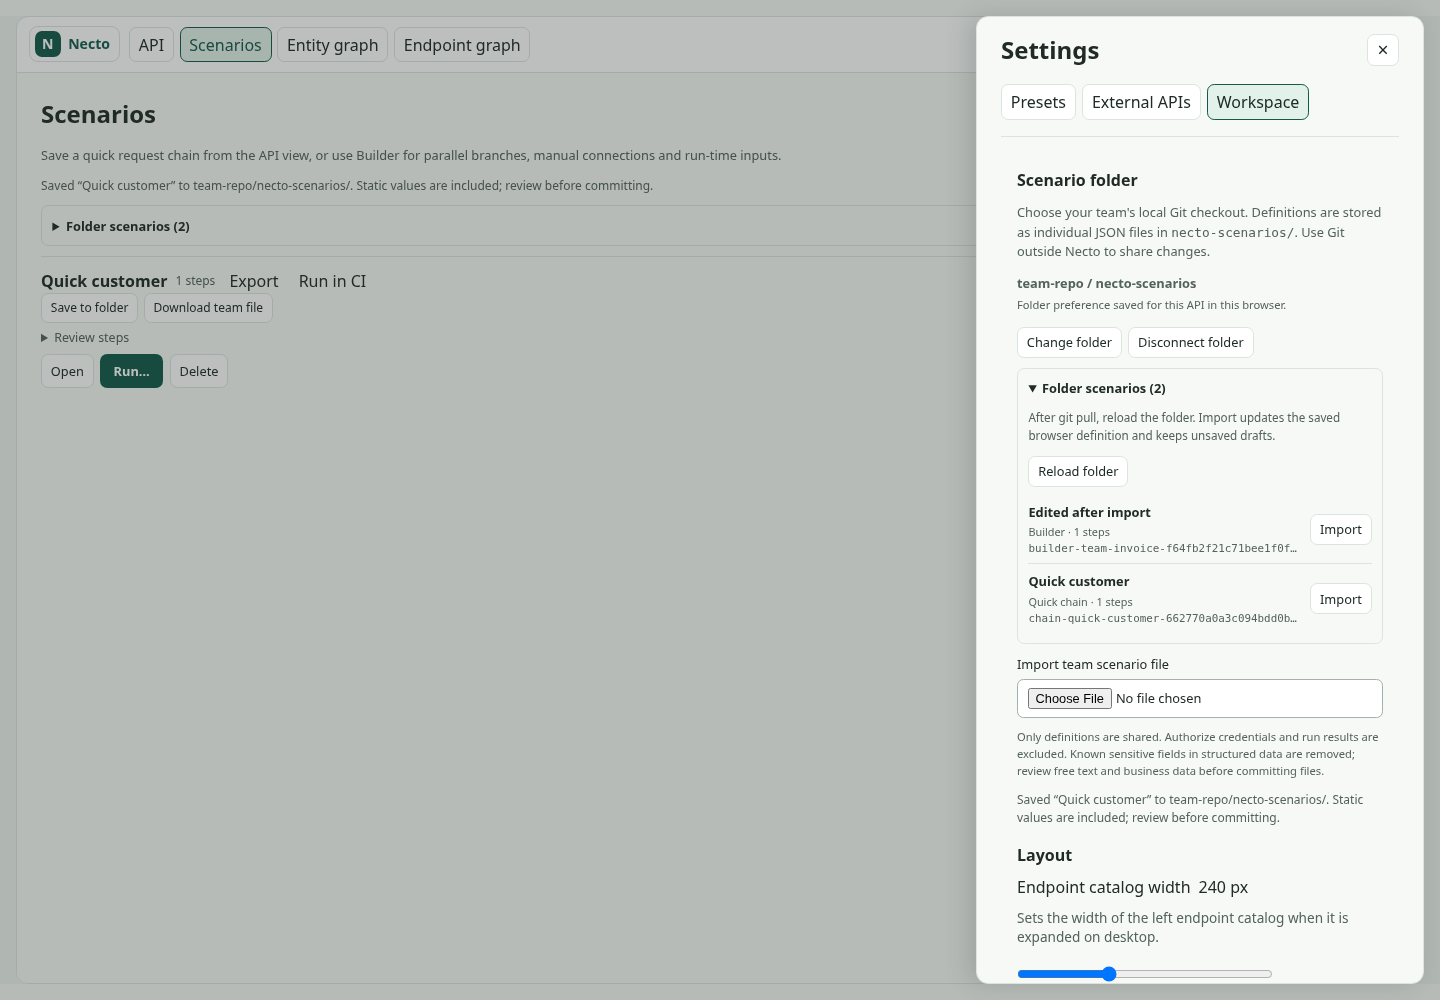 N Necto API Scenarios Entity graph Endpoint graph
Scenarios
Save a quick request chain from the API view, or use Builder for parallel branches, manual connections and run-time inputs.
Saved “Quick customer” to team-repo/necto-scenarios/. Static values are included; review before committing.
▶ Folder scenarios (2)
Quick customer 1 steps Export Run in CI
Save to folder Download team file
▶ Review steps
Open Run... Delete
Settings ×
Presets External APIs Workspace
Scenario folder
Choose your team's local Git checkout. Definitions are stored
as individual JSON files in necto-scenarios/. Use Git
outside Necto to share changes.
team-repo / necto-scenarios
Folder preference saved for this API in this browser.
Change folder Disconnect folder
▼ Folder scenarios (2)
After git pull, reload the folder. Import updates the saved
browser definition and keeps unsaved drafts.
Reload folder
Edited after import
Builder · 1 steps
builder-team-invoice-f64fb2f21c71bee1f0f…
Import
Quick customer
Quick chain · 1 steps
chain-quick-customer-662770a0a3c094bdd0b…
Import
Import team scenario file
Choose File No file chosen
Only definitions are shared. Authorize credentials and run results are
excluded. Known sensitive fields in structured data are removed;
review free text and business data before committing files.
Saved “Quick customer” to team-repo/necto-scenarios/. Static
values are included; review before committing.
Layout
Endpoint catalog width 240 px
Sets the width of the left endpoint catalog when it is
expanded on desktop.